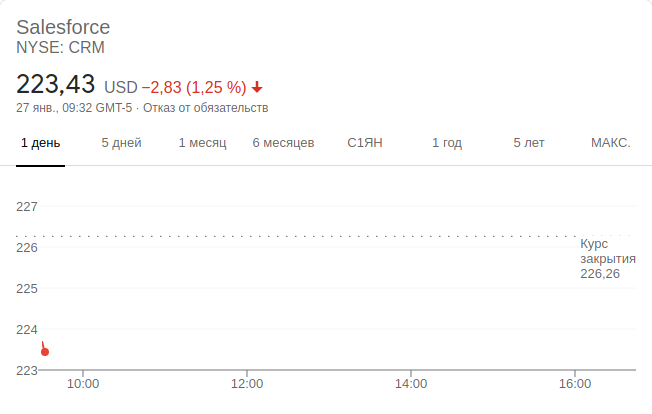 Salesforce
NYSE: CRM
223,43 USD −2,83 (1,25 %)
27 янв., 09:32 GMT-5 · Отказ от обязательств
1 день 5 дней 1 месяц 6 месяцев С1ЯН 1 год 5 лет МАКС.
227
226
Курс
закрытия
226,26
225
224
223
10:00 12:00 14:00 16:00